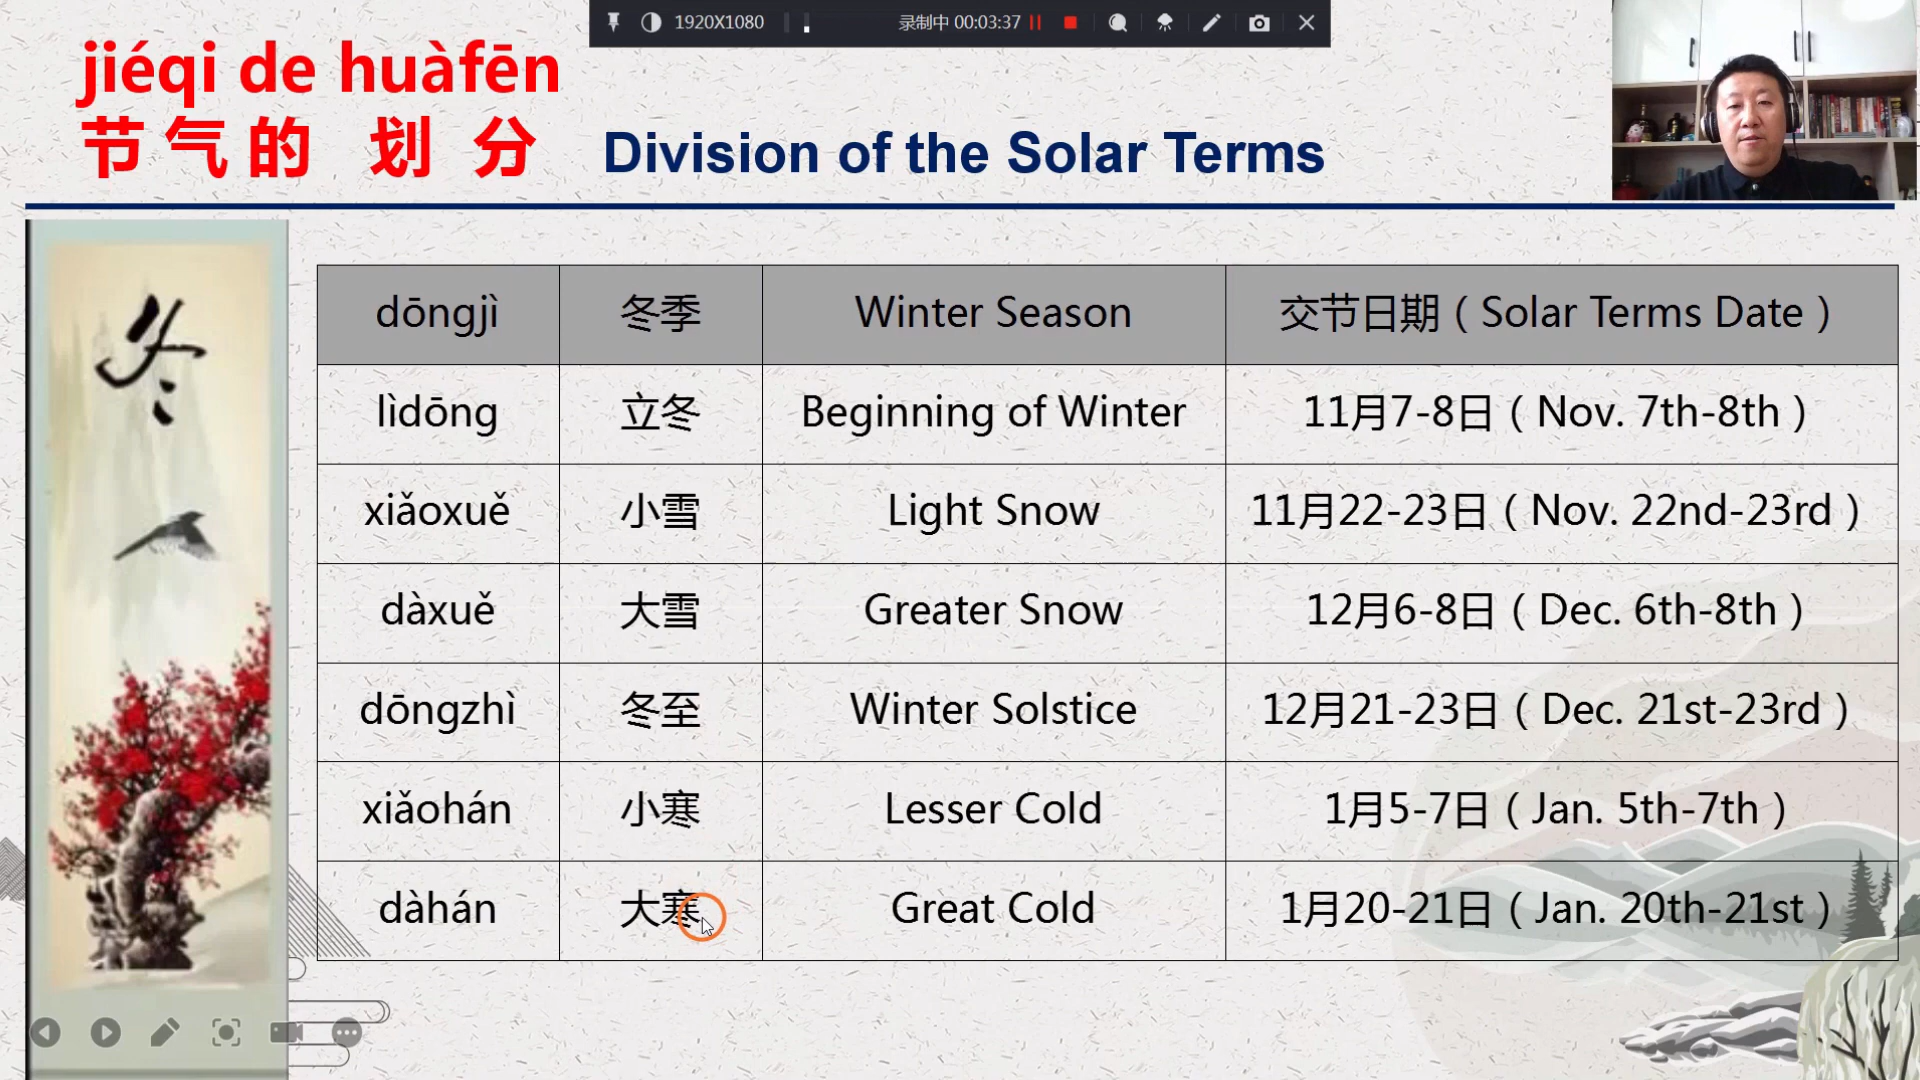 1920X1080 录制中 00:03:37
jiéqi de huàfēn
节气的 划 分 Division of the Solar Terms
冬
dōngjì 冬季 Winter Season 交节日期（Solar Terms Date）
lìdōng 立冬 Beginning of Winter 11月7-8日（Nov. 7th-8th）
xiǎoxuě 小雪 Light Snow 11月22-23日（Nov. 22nd-23rd）
dàxuě 大雪 Greater Snow 12月6-8日（Dec. 6th-8th）
dōngzhì 冬至 Winter Solstice 12月21-23日（Dec. 21st-23rd）
xiǎohán 小寒 Lesser Cold 1月5-7日（Jan. 5th-7th）
dàhán 大寒 Great Cold 1月20-21日（Jan. 20th-21st）